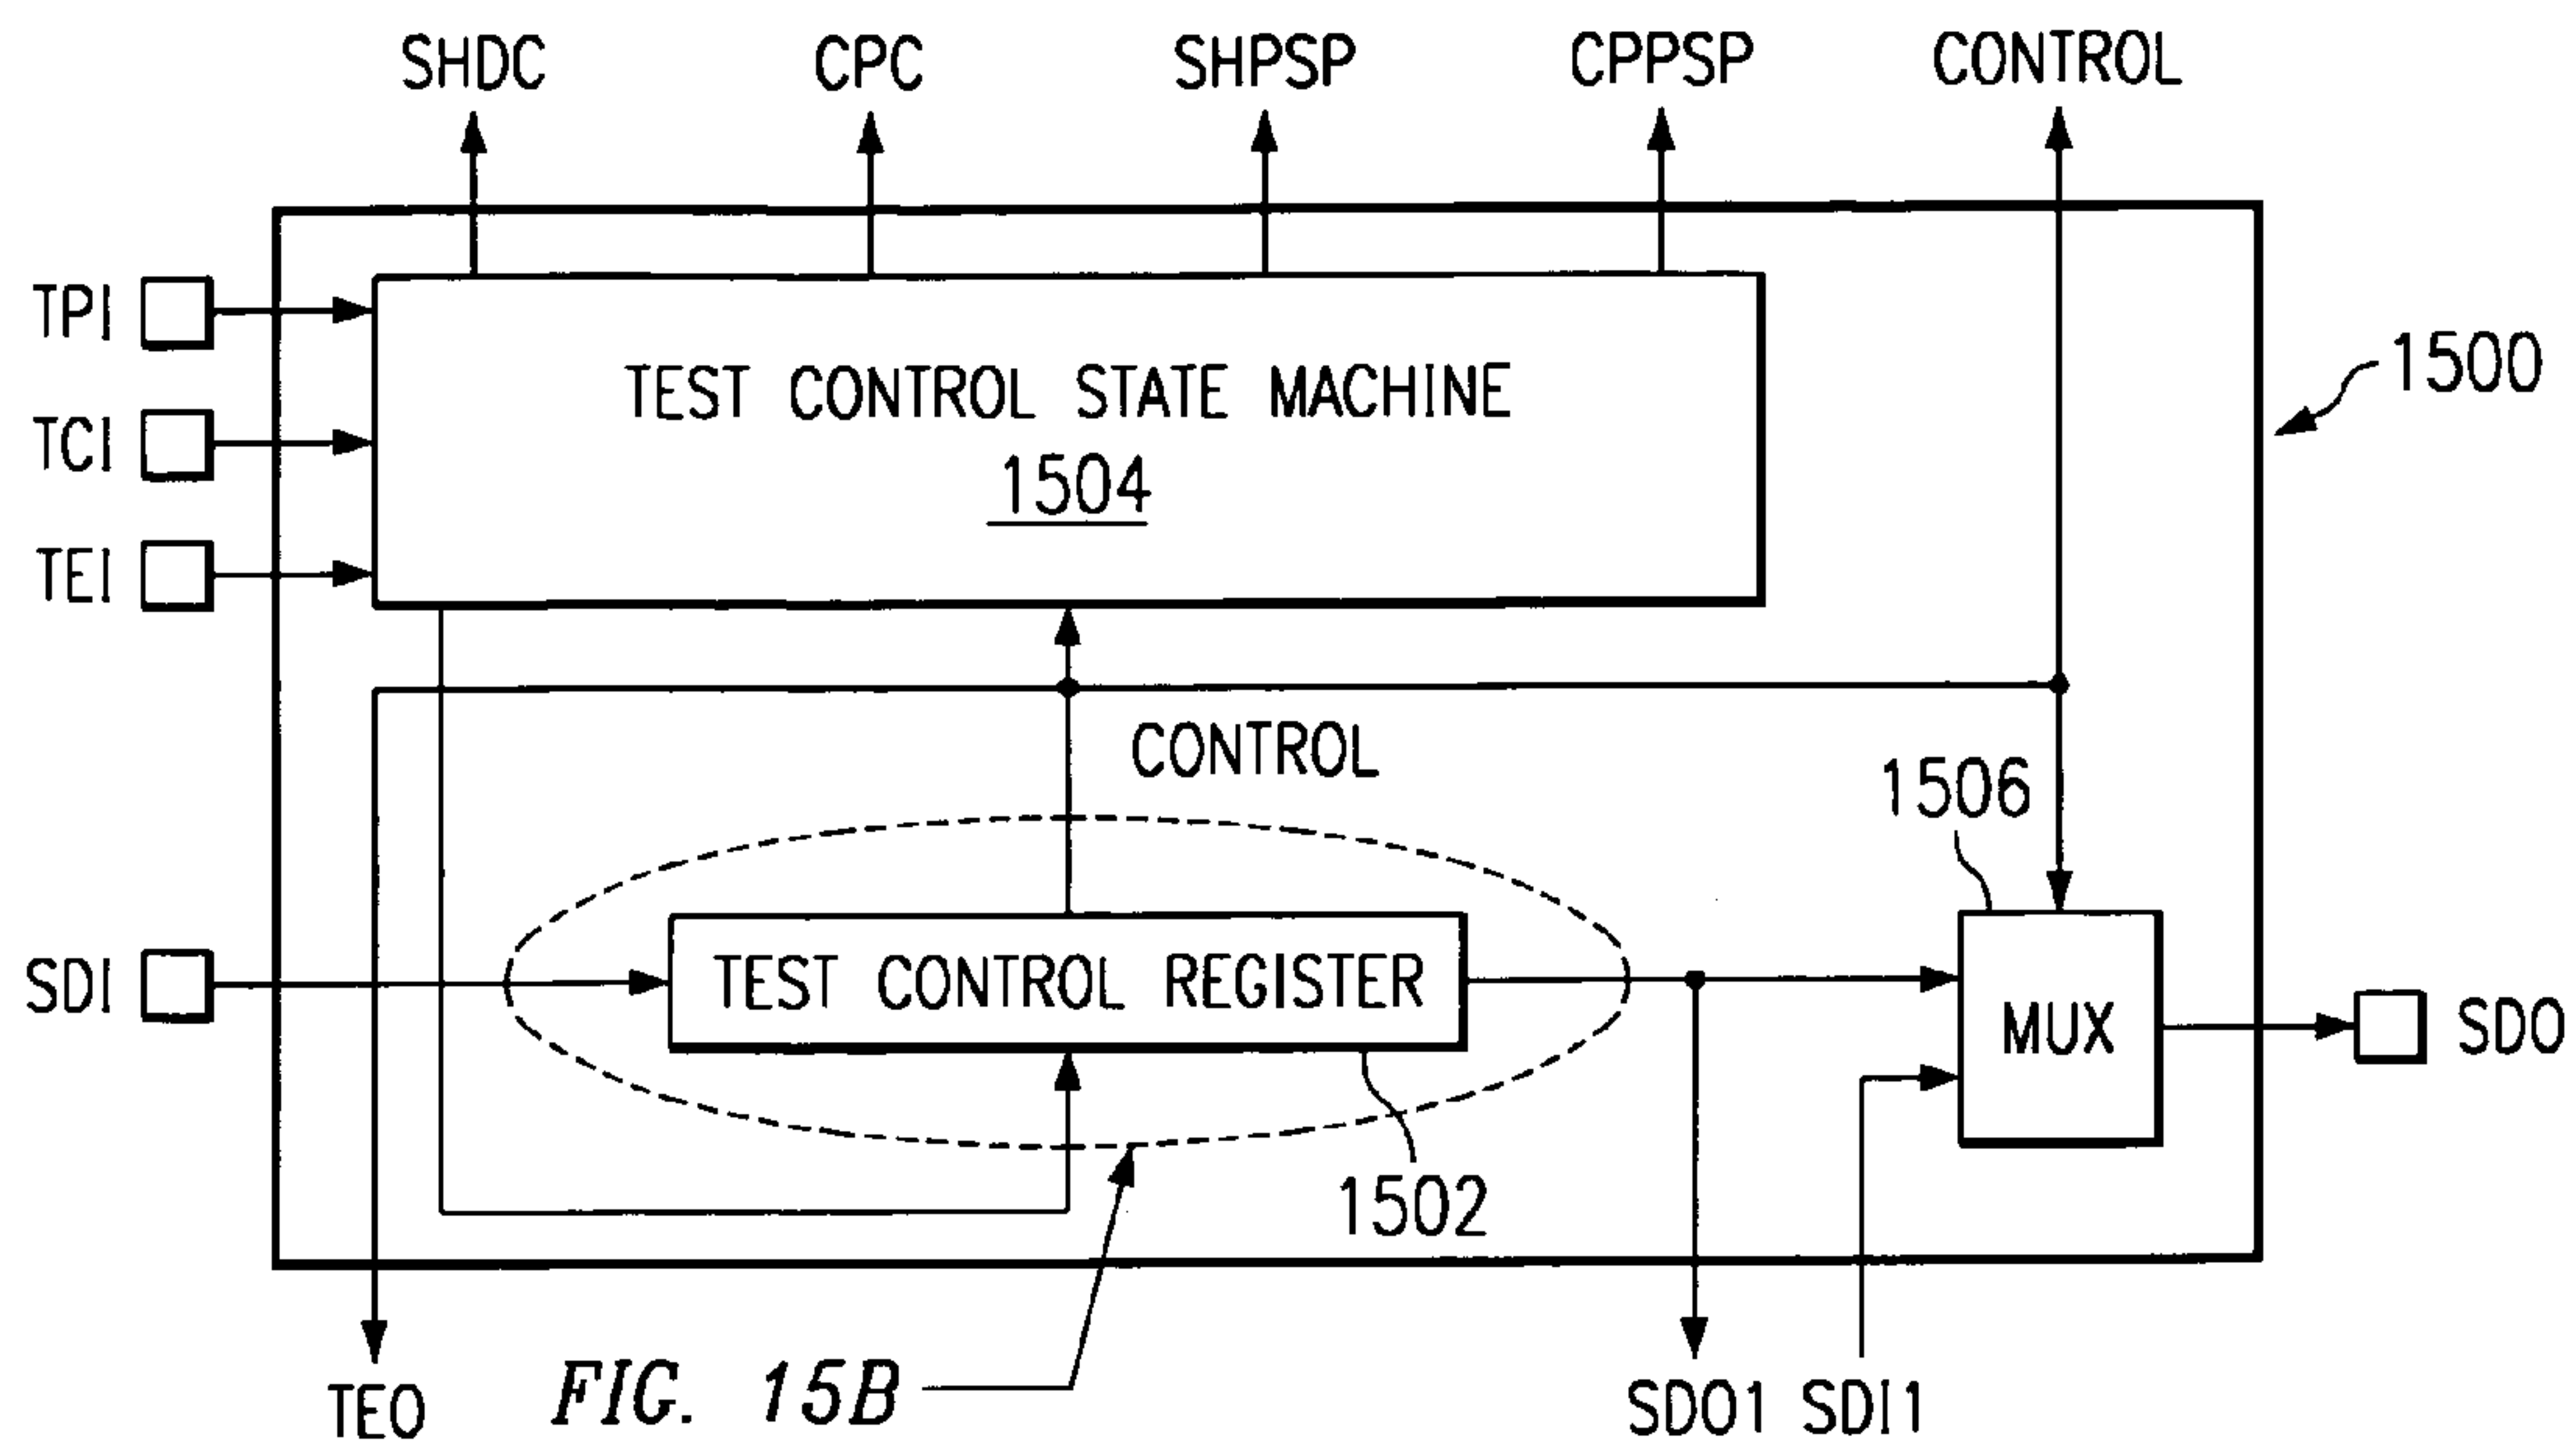 SHDC CPC SHPSP CPPSP CONTROL
TPI
TEST CONTROL STATE MACHINE
1500
TCI
1504
TEI
CONTROL
1506
SDI
TEST CONTROL REGISTER
MUX
SDO
1502
TEO
FIG. 15B
SDO1 SDI1